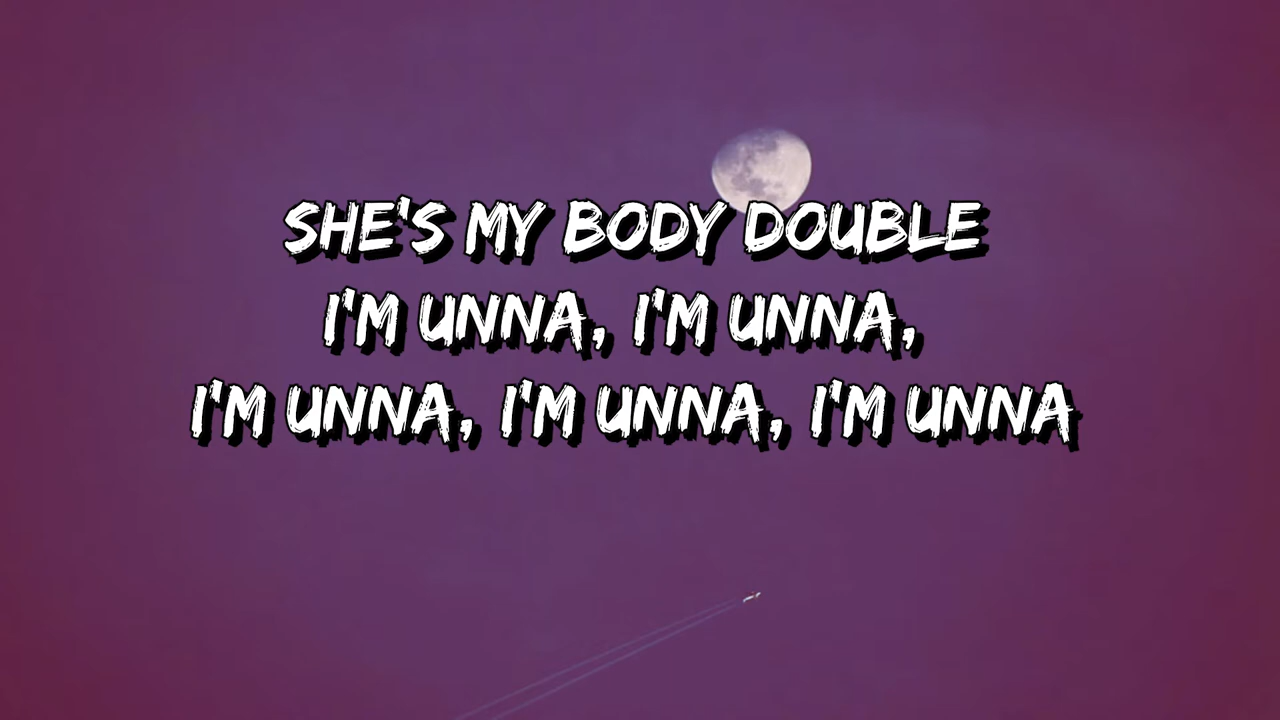 SHE'S MY BODY DOUBLE
I'M UNNA, I'M UNNA,
I'M UNNA, I'M UNNA, I'M UNNA